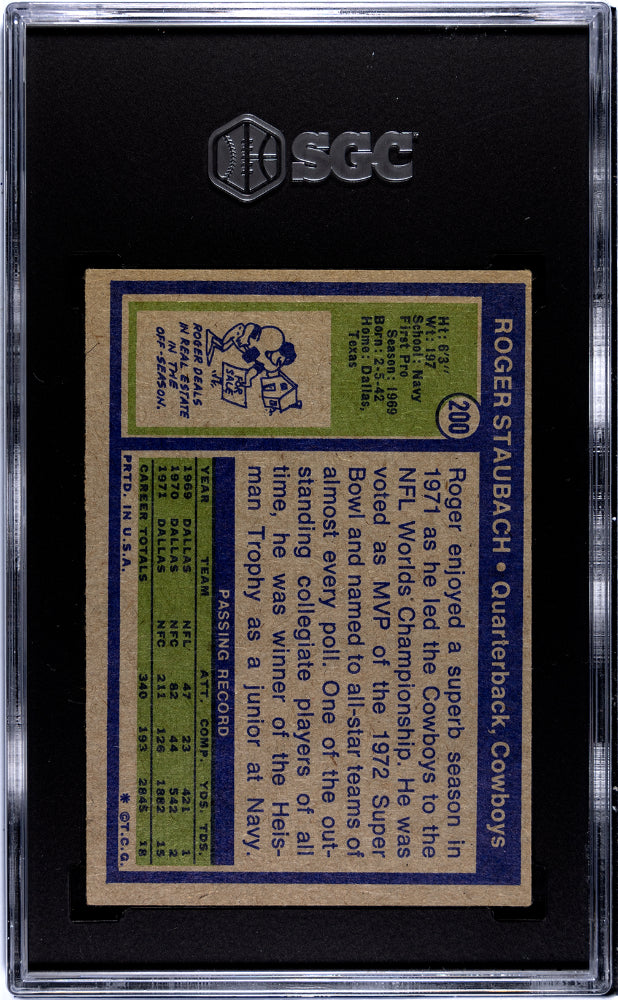 SGC
ROGER STAUBACH • Quarterback, Cowboys
200
Ht: 6'3"
Wt: 197
School: Navy
First Pro
Season: 1969
Born: 2-5-42
Home: Dallas,
Texas
FOR
SALE
ROGER DEALS
IN REAL ESTATE
IN THE
OFF-SEASON.
Roger enjoyed a superb season in
1971 as he led the Cowboys to the
NFL Worlds Championship. He was
voted as MVP of the 1972 Super
Bowl and named to all-star teams of
almost every poll. One of the out-
standing collegiate players of all
time, he was winner of the Heis-
man Trophy as a junior at Navy.
PASSING RECORD
YEAR TEAM ATT. COMP. YDS. TDS.
1969 DALLAS NFL 47 23 421 1
1970 DALLAS NFC 82 44 542 2
1971 DALLAS NFC 211 126 1882 15
CAREER TOTALS 340 193 2845 18
PRTD. IN U.S.A. * ©T.C.G.